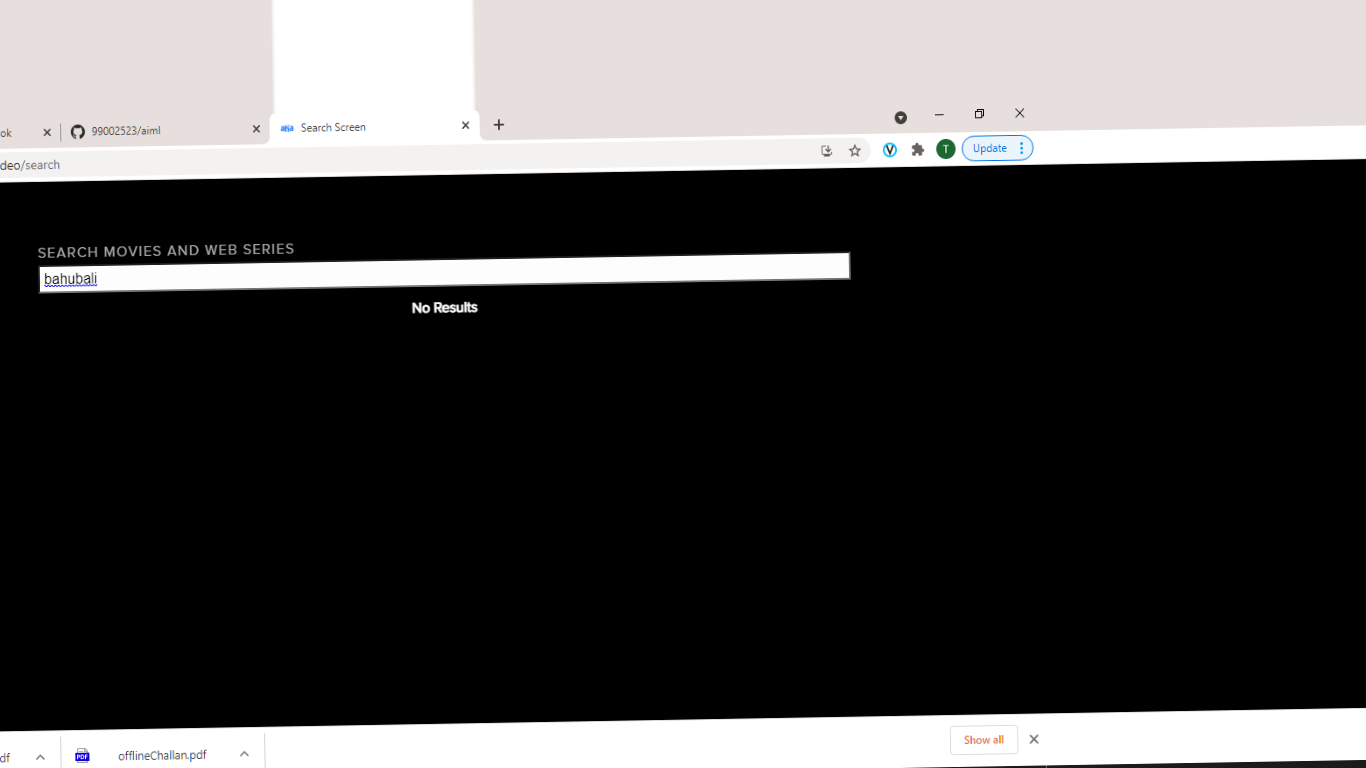 ok
99002523/aiml
Search Screen
deo/search
T
Update
SEARCH MOVIES AND WEB SERIES
bahubali
No Results
df
PDF
offlineChallan.pdf
Show all